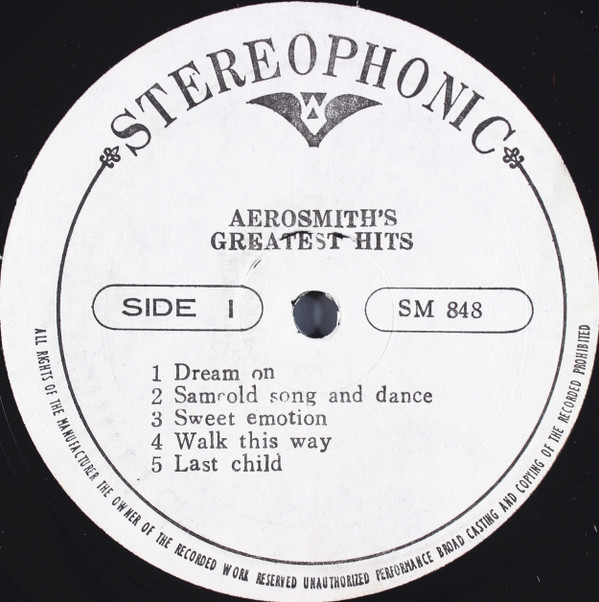 STEREOPHONIC
AEROSMITH'S
GREATEST HITS
SIDE 1
SM 848
1 Dream on
2 Sameold song and dance
3 Sweet emotion
4 Walk this way
5 Last child
ALL RIGHTS OF THE MANUFACTURER THE OWNER OF THE RECORDED WORK RESERVED UNAUTHORIZED PERFORMANCE BROAD CASTING AND COPYING OF THE RECORDED PROHIBITED